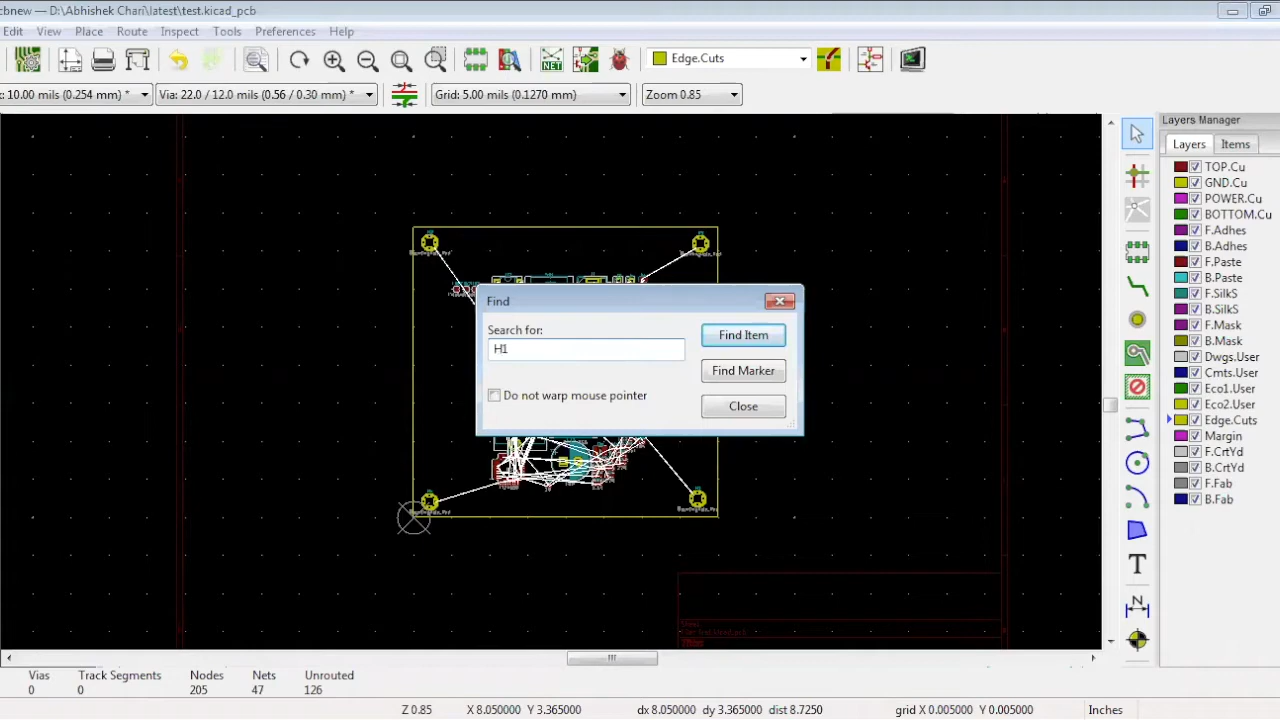 cbnew — D:\Abhishek Chari\latest\test.kicad_pcb
Edit View Place Route Inspect Tools Preferences Help
NET Edge.Cuts
: 10.00 mils (0.254 mm) * Via: 22.0 / 12.0 mils (0.56 / 0.30 mm) * Grid: 5.00 mils (0.1270 mm) Zoom 0.85
Layers Manager
Layers Items
TOP.Cu
GND.Cu
POWER.Cu
BOTTOM.Cu
F.Adhes
B.Adhes
F.Paste
B.Paste
F.SilkS
B.SilkS
F.Mask
B.Mask
Dwgs.User
Cmts.User
Eco1.User
Eco2.User
Edge.Cuts
Margin
F.CrtYd
B.CrtYd
F.Fab
B.Fab
Find
Search for:
H1
Do not warp mouse pointer
Find Item
Find Marker
Close
T
N
Vias Track Segments Nodes Nets Unrouted
0 0 205 47 126
Z 0.85 X 8.050000 Y 3.365000 dx 8.050000 dy 3.365000 dist 8.7250 grid X 0.005000 Y 0.005000 Inches